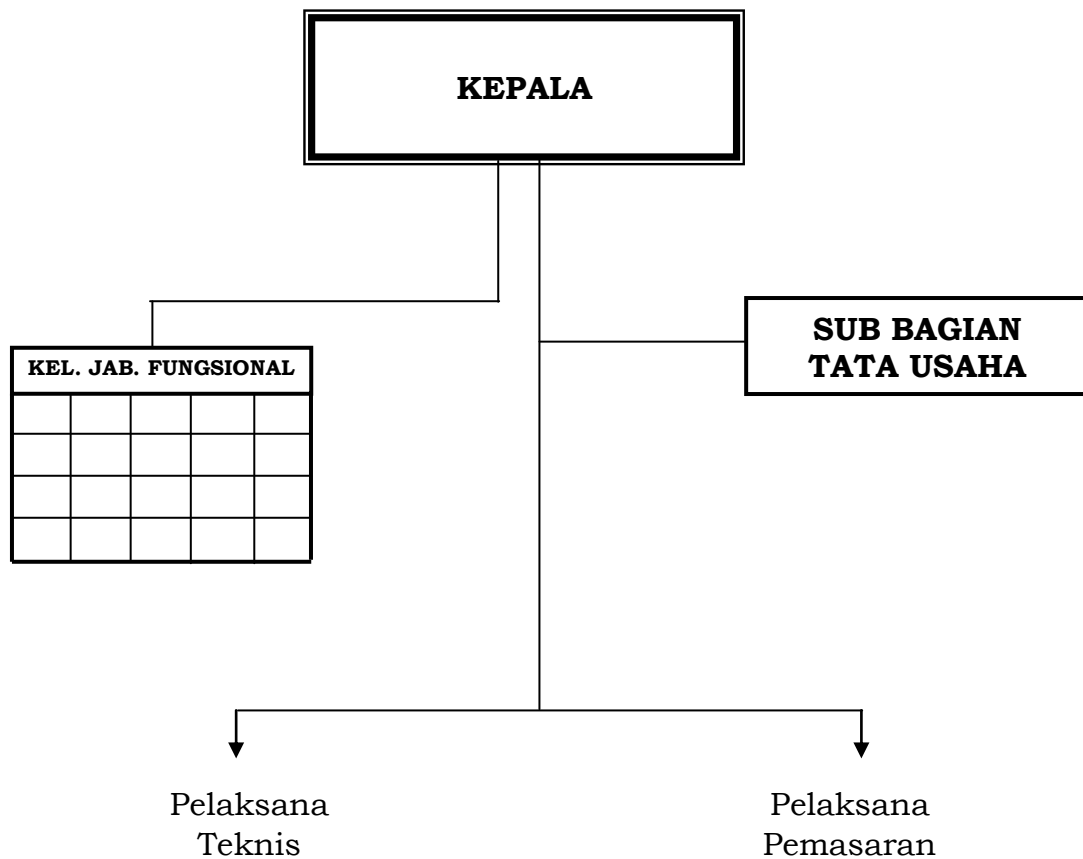 KEPALA
SUB BAGIAN
TATA USAHA
KEL. JAB. FUNGSIONAL
Pelaksana
Teknis
Pelaksana
Pemasaran